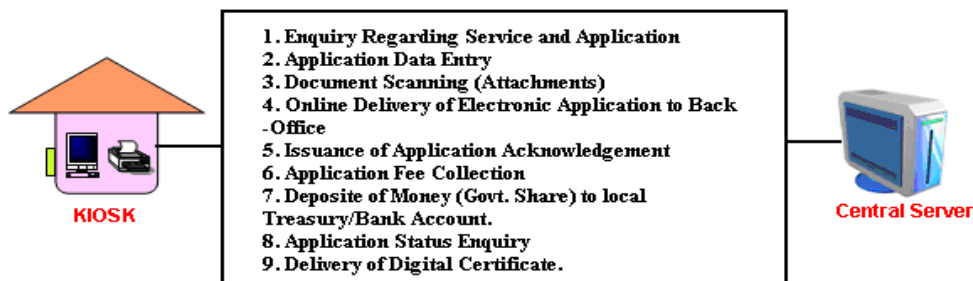 1. Enquiry Regarding Service and Application
2. Application Data Entry
3. Document Scanning (Attachments)
4. Online Delivery of Electronic Application to Back
-Office
5. Issuance of Application Acknowledgement
6. Application Fee Collection
7. Deposite of Money (Govt. Share) to local
Treasury/Bank Account.
8. Application Status Enquiry
9. Delivery of Digital Certificate.
KIOSK
Central Server